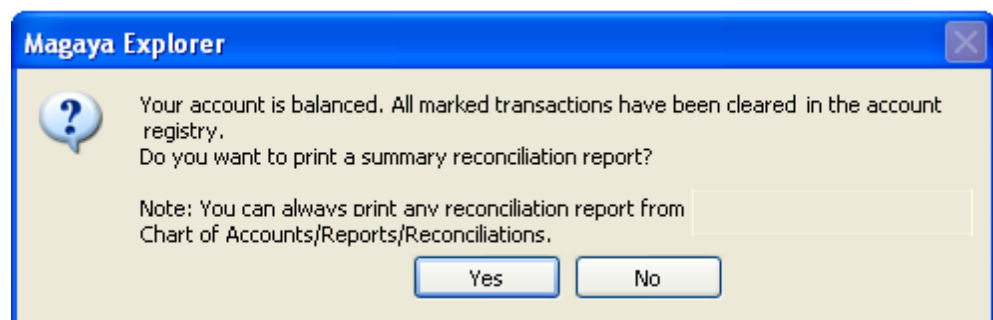 Magaya Explorer
Your account is balanced. All marked transactions have been cleared in the account
registry.
Do you want to print a summary reconciliation report?
Note: You can always print any reconciliation report from
Chart of Accounts/Reports/Reconciliations.
Yes No